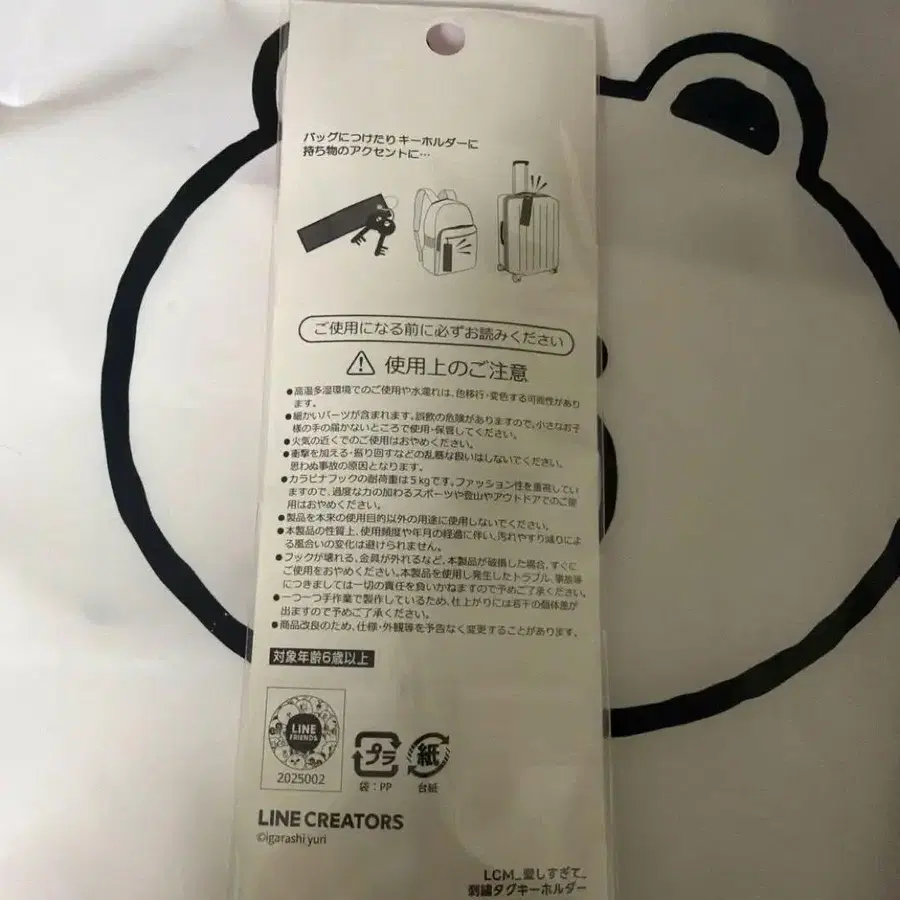 バッグにつけたりキーホルダーに
持ち物のアクセントに…
ご使用になる前に必ずお読みください
使用上のご注意
●高温多湿環境でのご使用や水濡れは、色移行・変色する可能性があり
ます。
●細かいパーツが含まれます。誤飲の危険がありますので、小さなお子
様の手の届かないところで使用・保管してください。
●火気の近くでのご使用はおやめください。
●衝撃を加える・振り回すなどの乱暴な扱いはしないでください。
思わぬ事故の原因となります。
●カラビナフックの耐荷重は5kgです。ファッション性を重視してい
ますので、過度な力の加わるスポーツや登山やアウトドアでのご使
用はおやめください。
●製品を本来の使用目的以外の用途に使用しないでください。
●本製品の性質上、使用頻度や年月の経過に伴い、汚れやすり減りによ
る風合いの変化は避けられません。
●フックが壊れる、金具が外れるなど、本製品が破損した場合、すぐに
ご使用をおやめください。本製品を使用し発生したトラブル、事故等
につきましては一切の責任を負いかねますので予めご了承ください。
●一つ一つ手作業で製作しているため、仕上がりには若干の個体差が
出ますので予めご了承ください。
●商品改良のため、仕様・外観等を予告なく変更することがあります。
対象年齢6歳以上
LINE
FRIENDS
2025002
プラ
袋：PP
紙
台紙
LINE CREATORS
©igarashi yuri
LCM_愛しすぎて_
刺繍タグキーホルダー